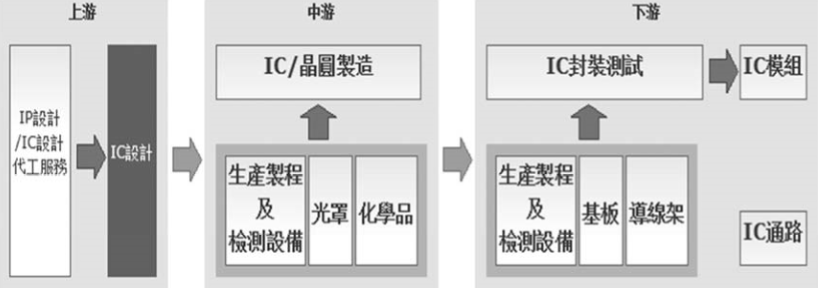 上游
IP設計
/IC設計
代工服務
IC設計
中游
IC/晶圓製造
生產製程
及
檢測設備
光罩
化學品
下游
IC封裝測試
IC模組
生產製程
及
檢測設備
基板
導線架
IC通路